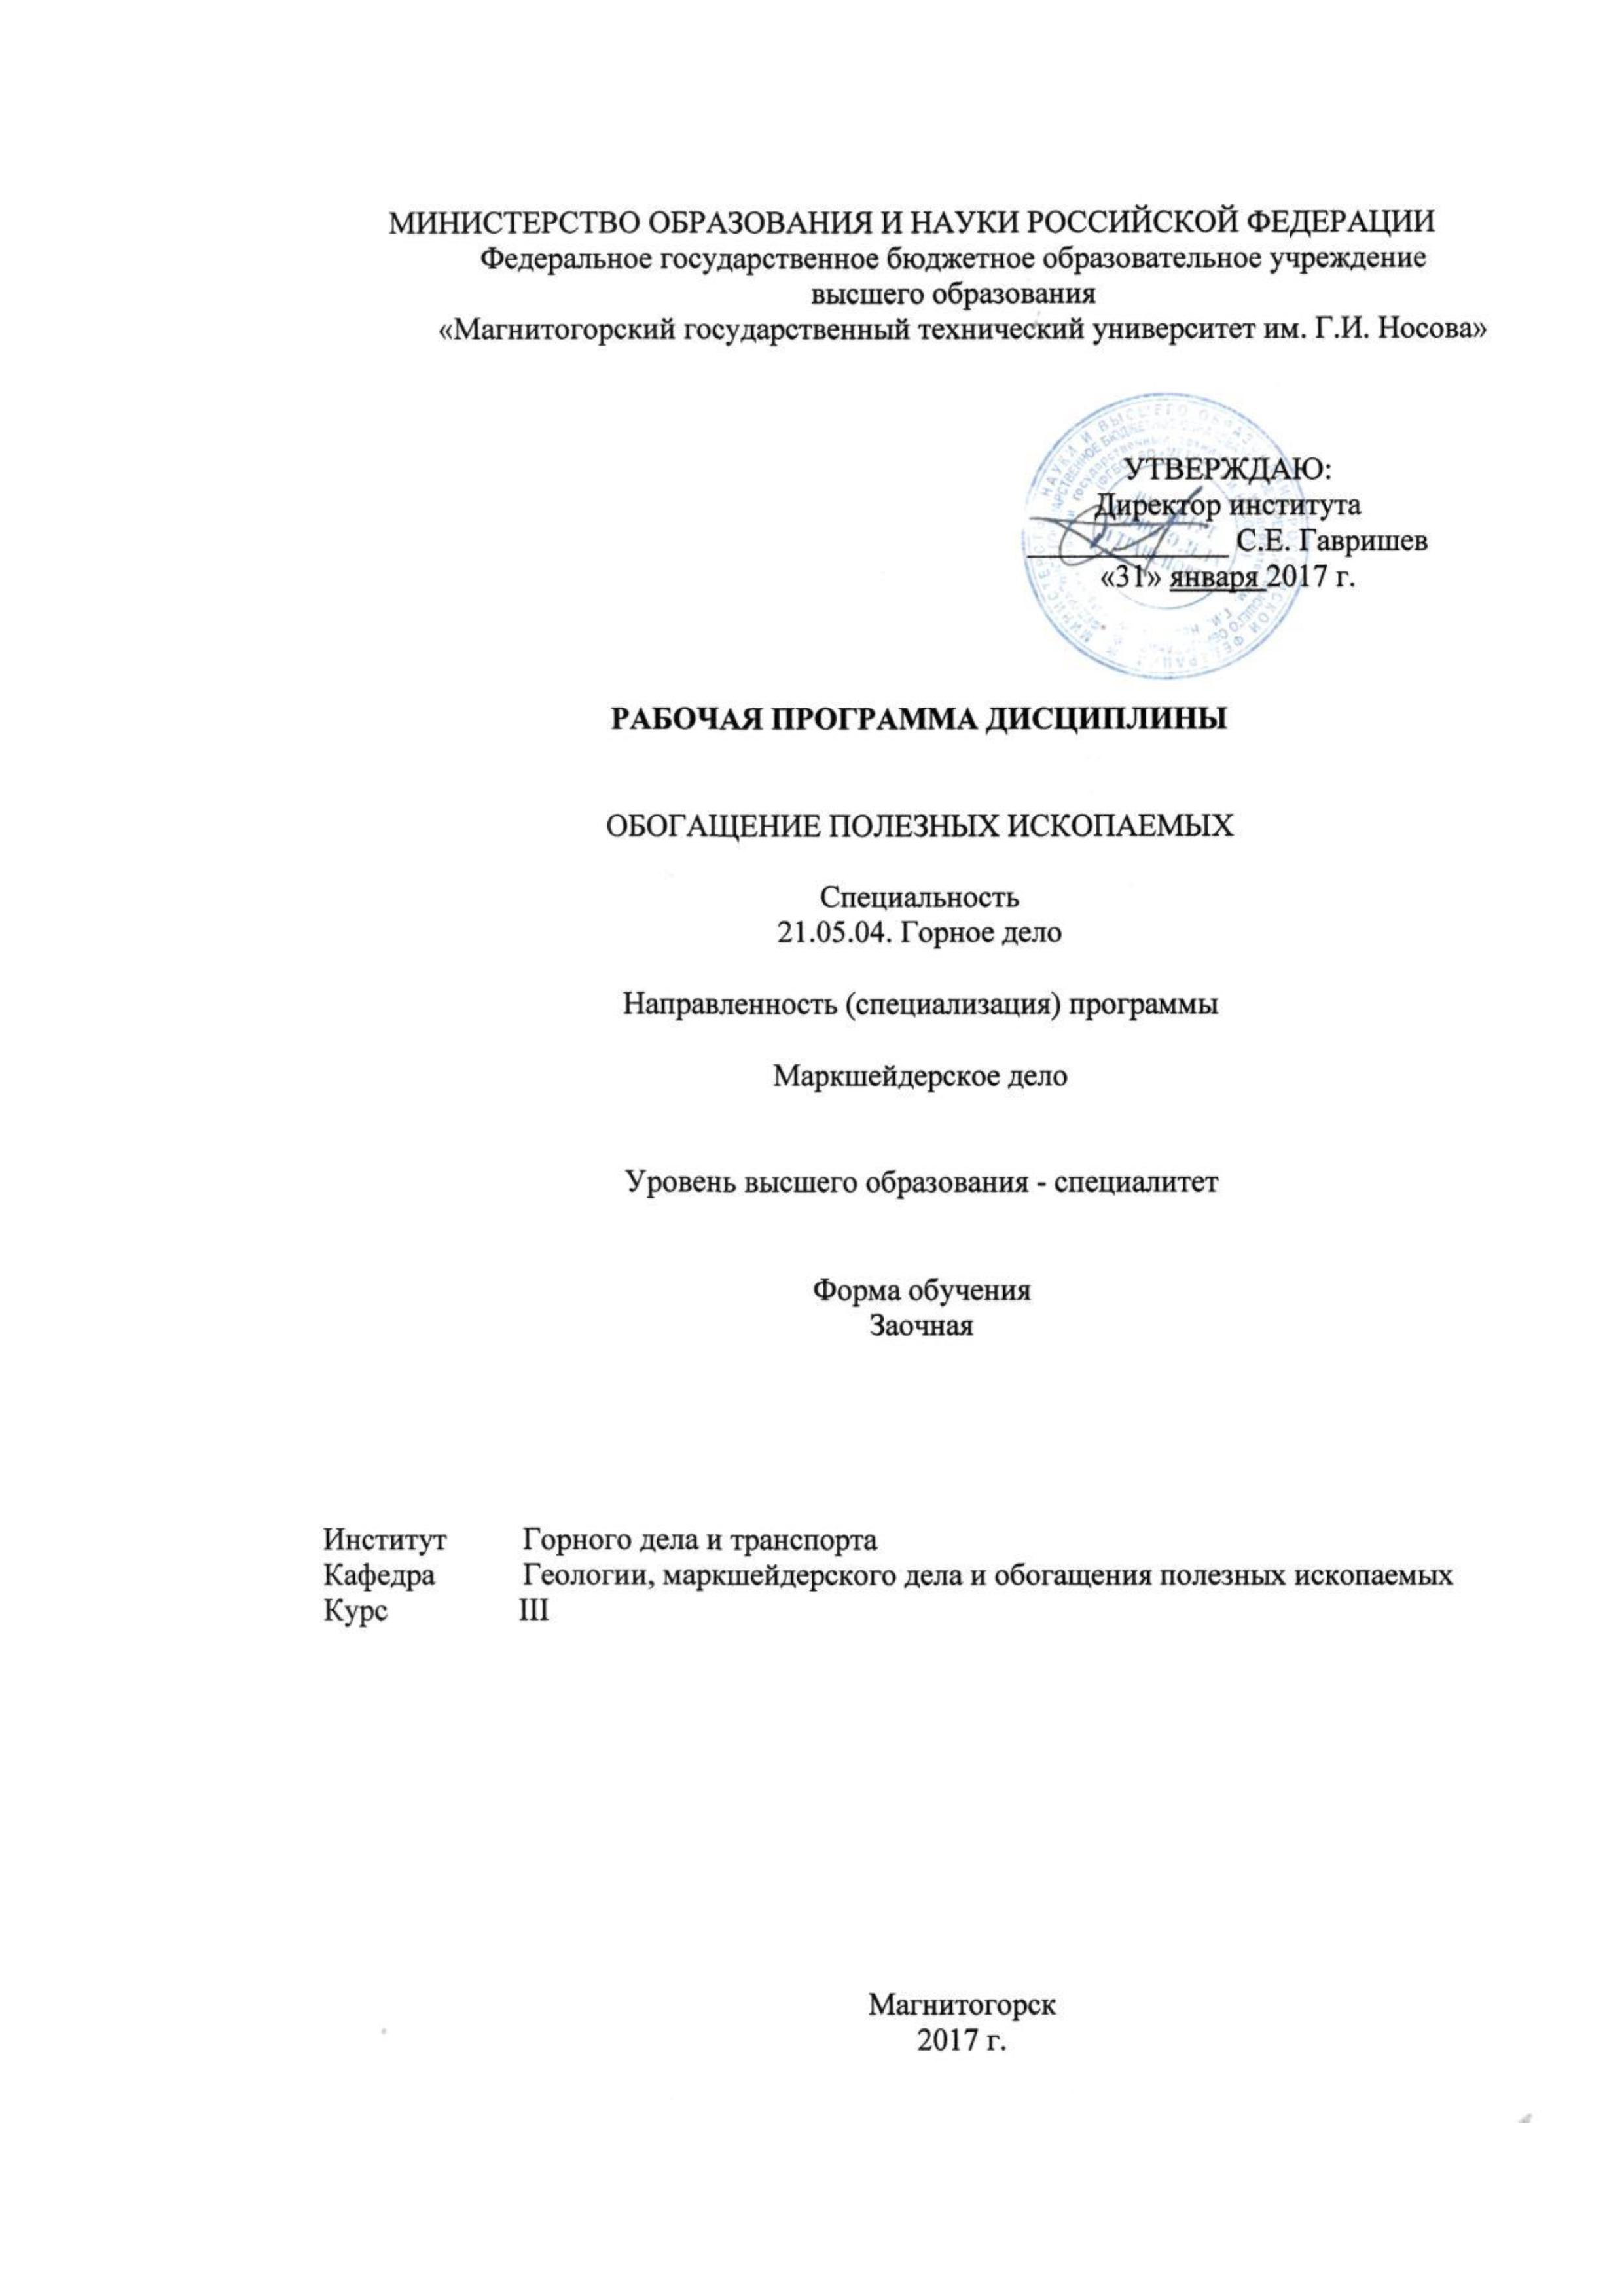 МИНИСТЕРСТВО ОБРАЗОВАНИЯ И НАУКИ РОССИЙСКОЙ ФЕДЕРАЦИИ
Федеральное государственное бюджетное образовательное учреждение
высшего образования
«Магнитогорский государственный технический университет им. Г.И. Носова»
УТВЕРЖДАЮ:
Директор института
С.Е. Гавришев
«31» января 2017 г.
РАБОЧАЯ ПРОГРАММА ДИСЦИПЛИНЫ
ОБОГАЩЕНИЕ ПОЛЕЗНЫХ ИСКОПАЕМЫХ
Специальность
21.05.04. Горное дело
Направленность (специализация) программы
Маркшейдерское дело
Уровень высшего образования - специалитет
Форма обучения
Заочная
Институт Горного дела и транспорта
Кафедра Геологии, маркшейдерского дела и обогащения полезных ископаемых
Курс III
Магнитогорск
2017 г.